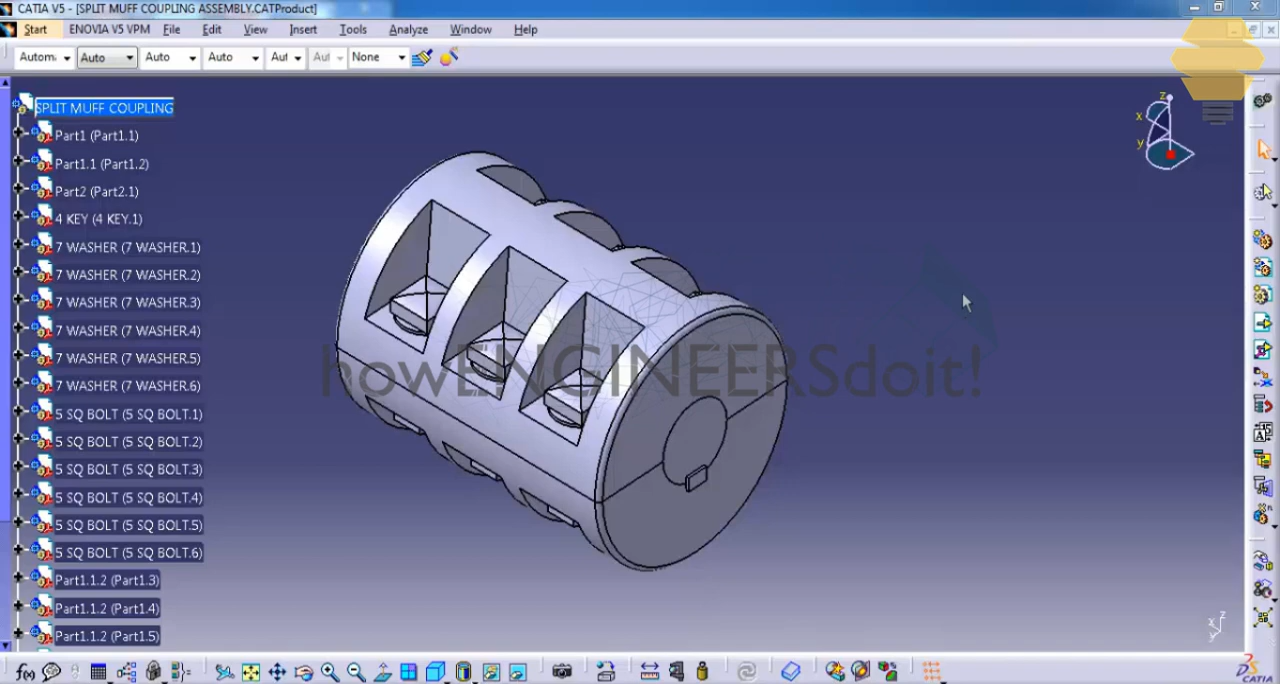 CATIA V5 - [SPLIT MUFF COUPLING ASSEMBLY.CATProduct]
Start ENOVIA V5 VPM File Edit View Insert Tools Analyze Window Help
Autom Auto Auto Auto Aut Aut None
SPLIT MUFF COUPLING
Part1 (Part1.1)
Part1.1 (Part1.2)
Part2 (Part2.1)
4 KEY (4 KEY.1)
7 WASHER (7 WASHER.1)
7 WASHER (7 WASHER.2)
7 WASHER (7 WASHER.3)
7 WASHER (7 WASHER.4)
7 WASHER (7 WASHER.5)
7 WASHER (7 WASHER.6)
5 SQ BOLT (5 SQ BOLT.1)
5 SQ BOLT (5 SQ BOLT.2)
5 SQ BOLT (5 SQ BOLT.3)
5 SQ BOLT (5 SQ BOLT.4)
5 SQ BOLT (5 SQ BOLT.5)
5 SQ BOLT (5 SQ BOLT.6)
Part1.1.2 (Part1.3)
Part1.1.2 (Part1.4)
Part1.1.2 (Part1.5)
z
x
y
howENGINEERSdoit!
z
x
y
f(x)
CATIA